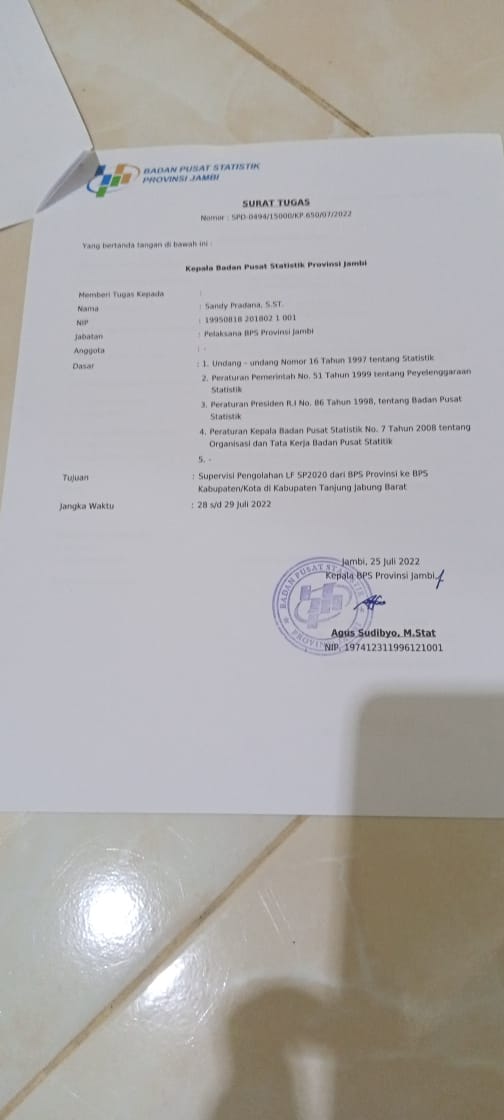 BADAN PUSAT STATISTIK
PROVINSI JAMBI
SURAT TUGAS
Nomor : SPD-0494/15000/KP.650/07/2022
Yang bertanda tangan di bawah ini :
Kepala Badan Pusat Statistik Provinsi Jambi
Memberi Tugas Kepada :
Nama : Sandy Pradana, S.ST.
NIP : 19950818 201802 1 001
Jabatan : Pelaksana BPS Provinsi Jambi
Anggota : -
Dasar : 1. Undang - undang Nomor 16 Tahun 1997 tentang Statistik
2. Peraturan Pemerintah No. 51 Tahun 1999 tentang Peyelenggaraan
Statistik
3. Peraturan Presiden R.I No. 86 Tahun 1998, tentang Badan Pusat
Statistik
4. Peraturan Kepala Badan Pusat Statistik No. 7 Tahun 2008 tentang
Organisasi dan Tata Kerja Badan Pusat Statitik
5. -
Tujuan : Supervisi Pengolahan LF SP2020 dari BPS Provinsi ke BPS
Kabupaten/Kota di Kabupaten Tanjung Jabung Barat
Jangka Waktu : 28 s/d 29 Juli 2022
Jambi, 25 Juli 2022
Kepala BPS Provinsi Jambi
BADAN PUSAT STATISTIK
PROVINSI
Agus Sudibyo, M.Stat
NIP. 197412311996121001